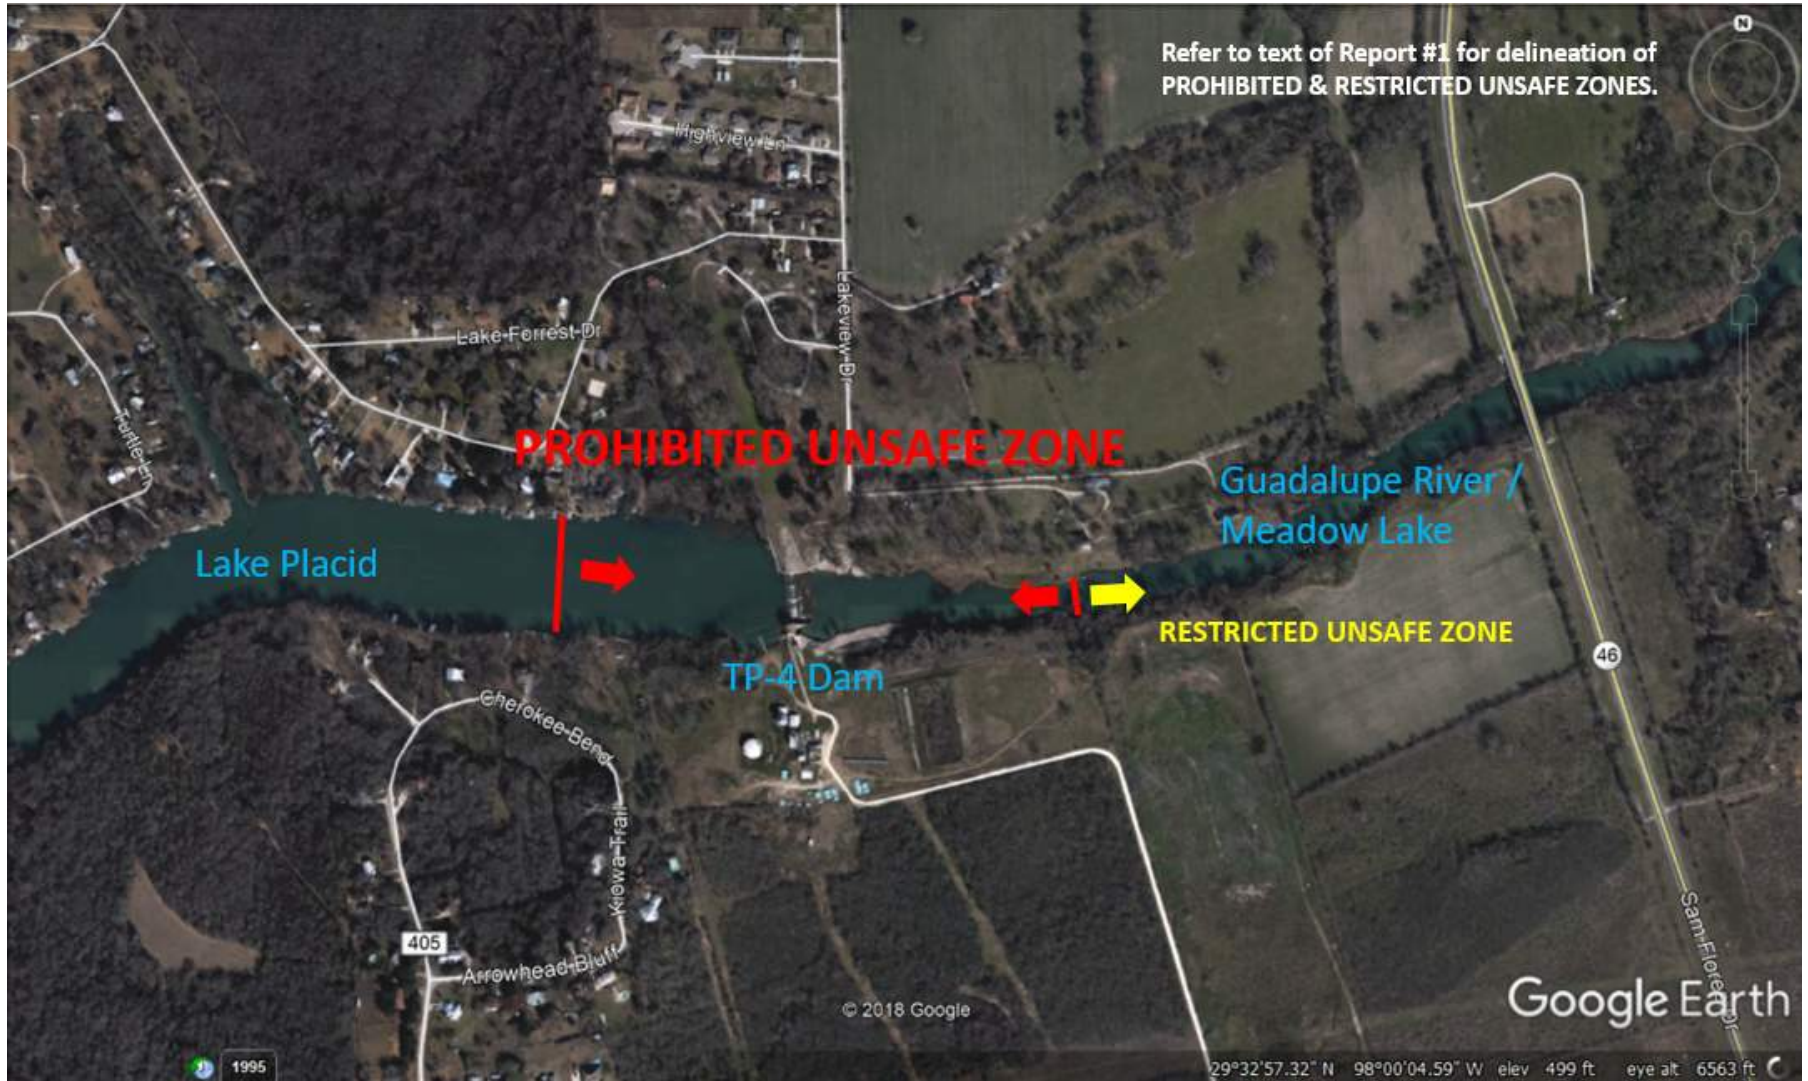 N
Refer to text of Report #1 for delineation of
PROHIBITED & RESTRICTED UNSAFE ZONES.
Highview Ln
Lakeview Dr
Lake Forrest Dr
Turtle Ln
PROHIBITED UNSAFE ZONE
Guadalupe River /
Meadow Lake
Lake Placid
RESTRICTED UNSAFE ZONE
46
TP-4 Dam
Cherokee Bend
Kiowa Trail
405
Arrowhead Bluff
Sam Flores Dr
Google Earth
© 2018 Google
1995
29°32'57.32" N 98°00'04.59" W elev 499 ft eye alt 6563 ft